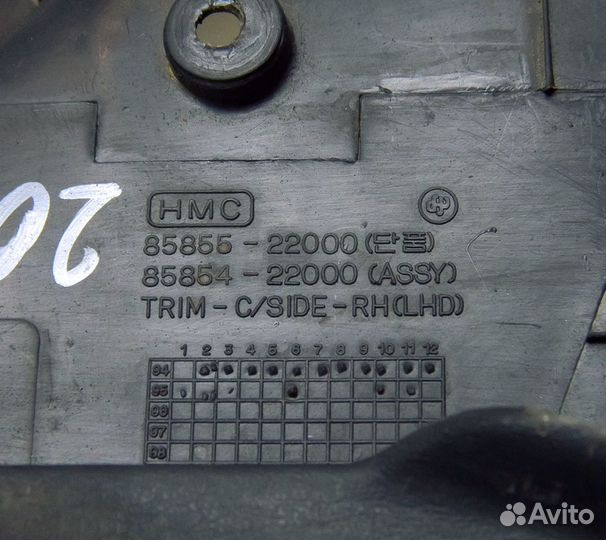 HMC
85855-22000(단품)
85854-22000(ASSY)
TRIM-C/SIDE-RH(LHD)
1 2 3 4 5 6 7 8 9 10 11 12
94
95
96
97
98
20
Avito